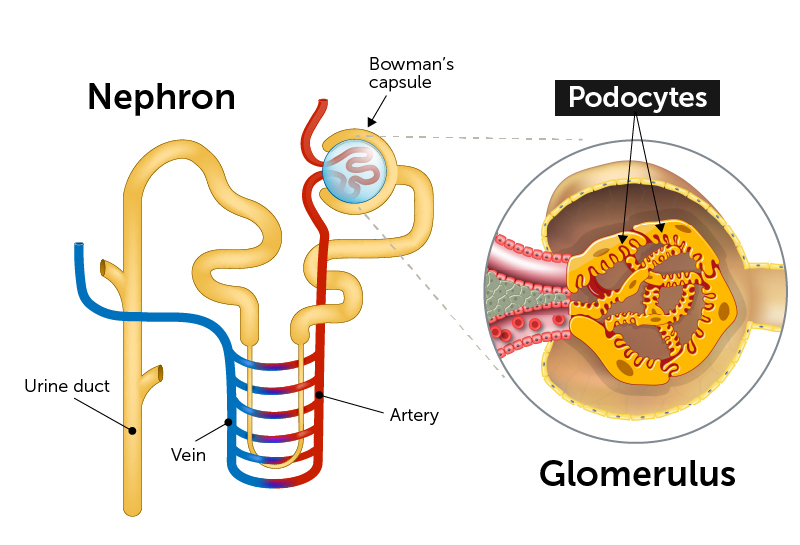 Nephron
Bowman's
capsule
Podocytes
Urine duct
Vein
Artery
Glomerulus